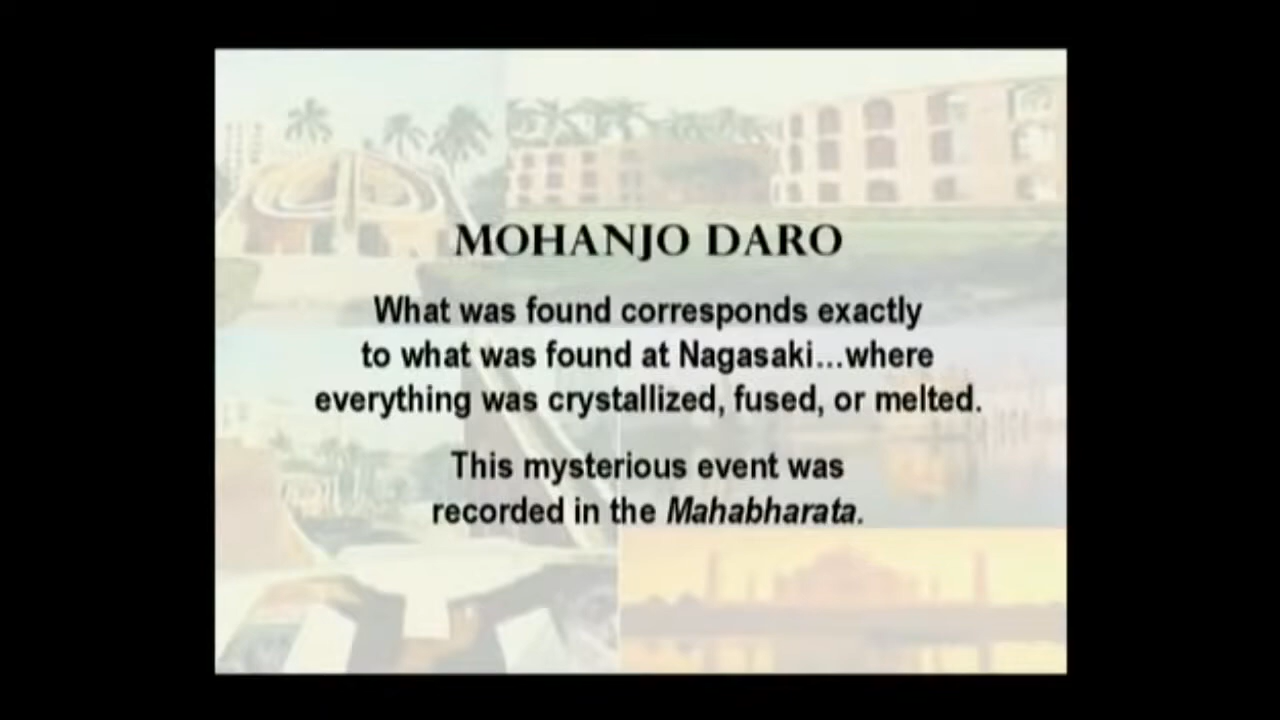 MOHANJO DARO
What was found corresponds exactly
to what was found at Nagasaki...where
everything was crystallized, fused, or melted.
This mysterious event was
recorded in the Mahabharata.